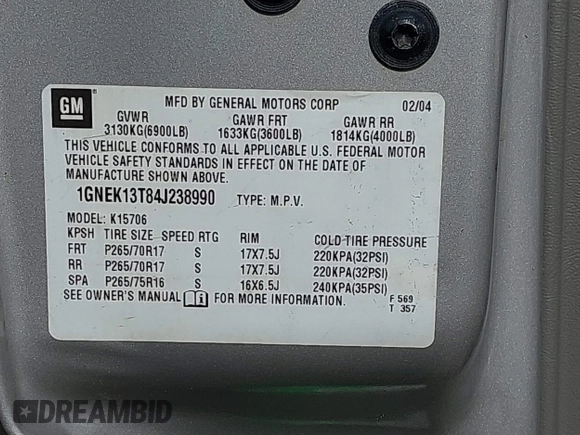 GM
MFD BY GENERAL MOTORS CORP 02/04
GVWR GAWR FRT GAWR RR
3130KG(6900LB) 1633KG(3600LB) 1814KG(4000LB)
THIS VEHICLE CONFORMS TO ALL APPLICABLE U.S. FEDERAL MOTOR
VEHICLE SAFETY STANDARDS IN EFFECT ON THE DATE OF
MANUFACTURE SHOWN ABOVE.
1GNEK13T84J238990 TYPE: M.P.V.
MODEL: K15706
KPSH TIRE SIZE SPEED RTG RIM COLD TIRE PRESSURE
FRT P265/70R17 S 17X7.5J 220KPA(32PSI)
RR P265/70R17 S 17X7.5J 220KPA(32PSI)
SPA P265/75R16 S 16X6.5J 240KPA(35PSI)
SEE OWNER'S MANUAL FOR MORE INFORMATION. F 569
T 357
DREAMBID